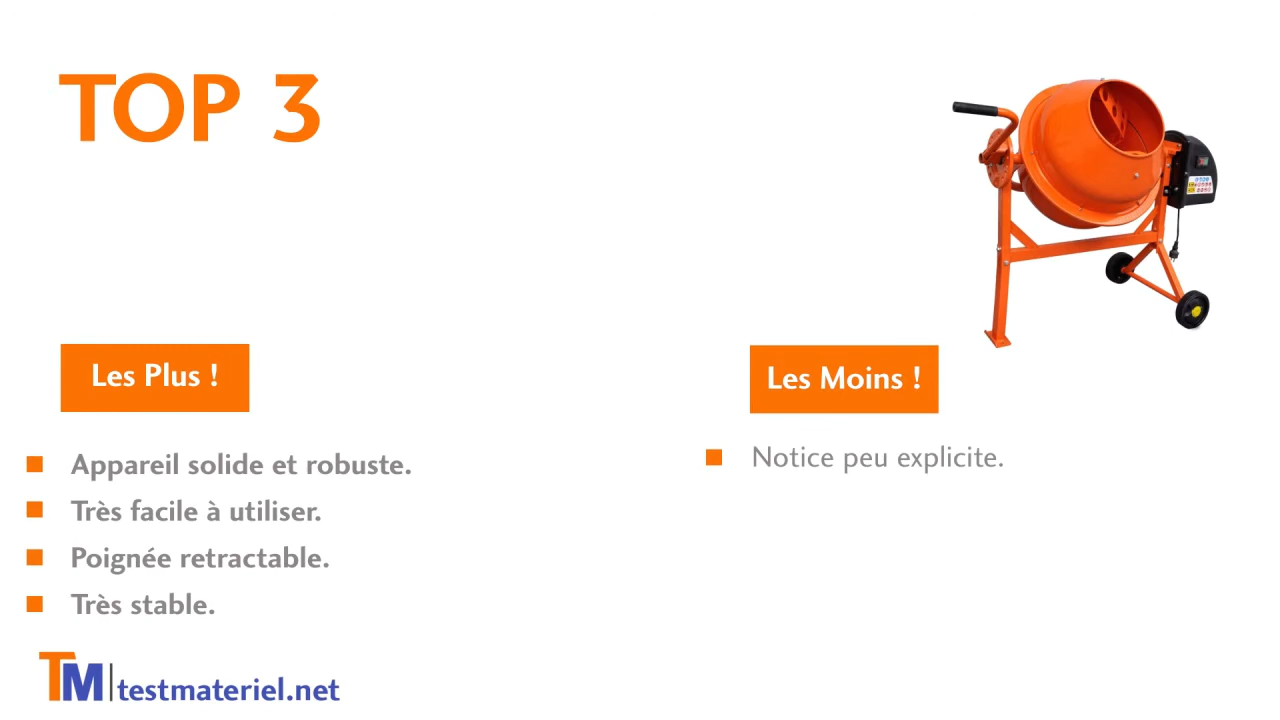 TOP 3
Les Plus !
Appareil solide et robuste.
Très facile à utiliser.
Poignée retractable.
Très stable.
Les Moins !
Notice peu explicite.
TM testmateriel.net